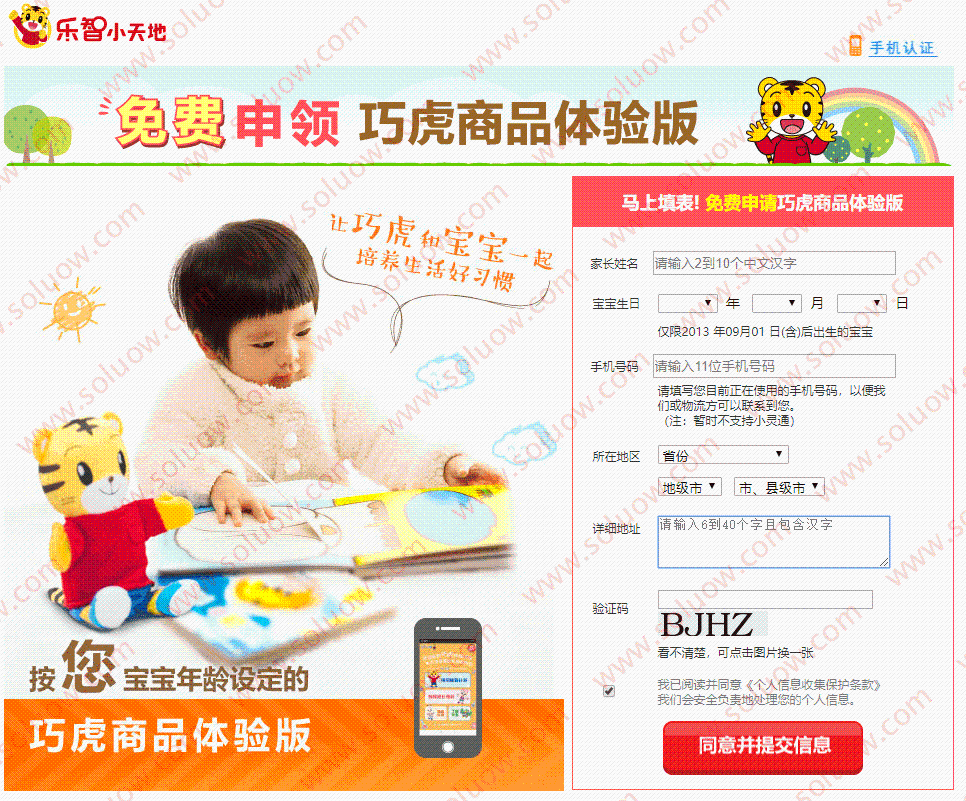 乐智小天地
手机认证
免费申领 巧虎商品体验版
让巧虎和宝宝一起
培养生活好习惯
按您宝宝年龄设定的
巧虎商品体验版
马上填表! 免费申请巧虎商品体验版
家长姓名 请输入2到10个中文汉字
宝宝生日 年 月 日
仅限2013 年09月01 日(含)后出生的宝宝
手机号码 请输入11位手机号码
请填写您目前正在使用的手机号码，以便我
们或物流方可以联系到您。
（注：暂时不支持小灵通）
所在地区 省份
地级市 市、县级市
详细地址 请输入6到40个字且包含汉字
验证码
BJHZ
看不清楚，可点击图片换一张
我已阅读并同意《个人信息收集保护条款》
我们会安全负责地处理您的个人信息。
同意并提交信息
www.soluow.com